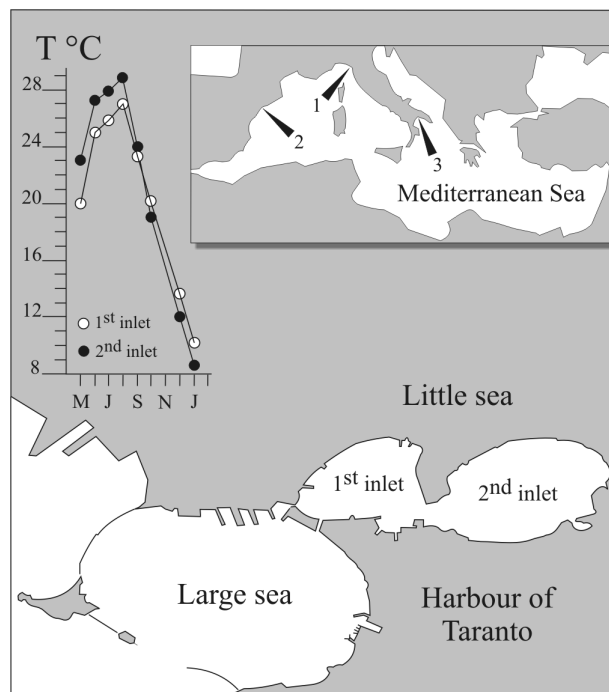 T °C
28
24
20
16
12
8
1st inlet
2nd inlet
M J S N J
1
2
3
Mediterranean Sea
Little sea
1st inlet
2nd inlet
Large sea
Harbour of
Taranto